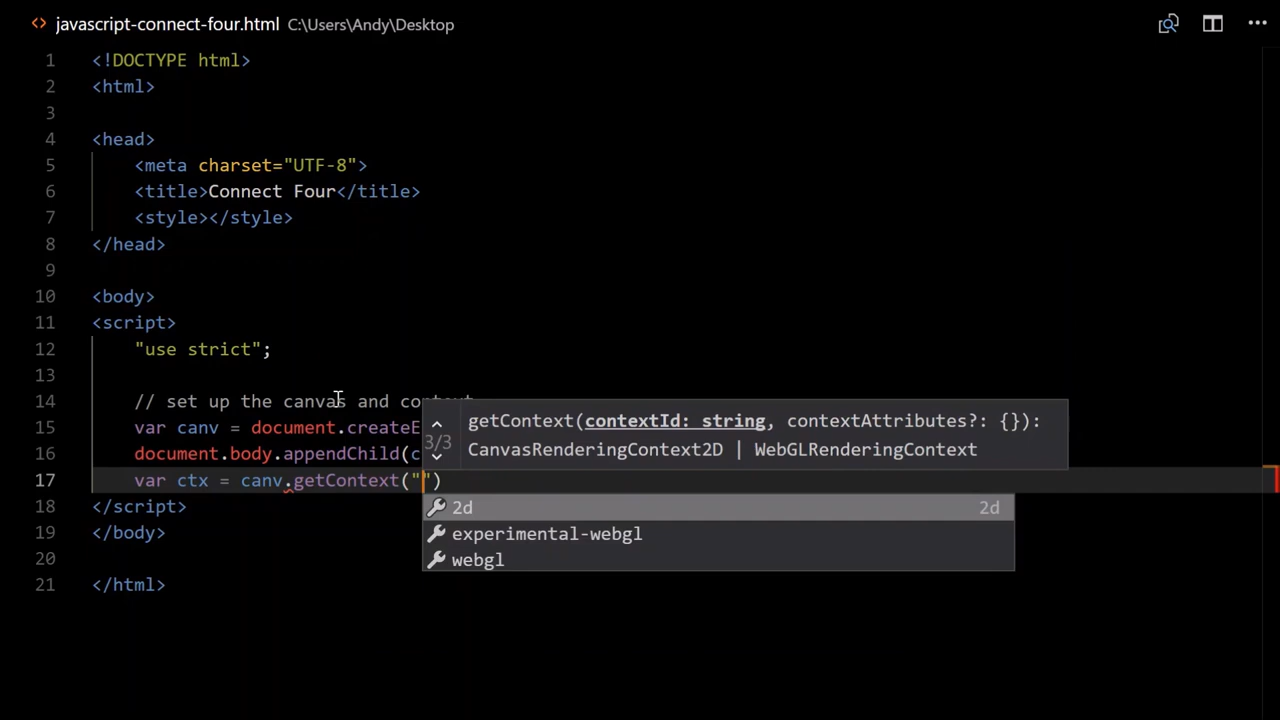 <> javascript-connect-four.html C:\Users\Andy\Desktop
1 <!DOCTYPE html>
2 <html>
3
4 <head>
5 <meta charset="UTF-8">
6 <title>Connect Four</title>
7 <style></style>
8 </head>
9
10 <body>
11 <script>
12 "use strict";
13
14 // set up the canvas and context
15 var canv = document.createE
16 document.body.appendChild(c
17 var ctx = canv.getContext("")
18 </script>
19 </body>
20
21 </html>
3/3
getContext(contextId: string, contextAttributes?: {}):
CanvasRenderingContext2D | WebGLRenderingContext
2d 2d
experimental-webgl
webgl